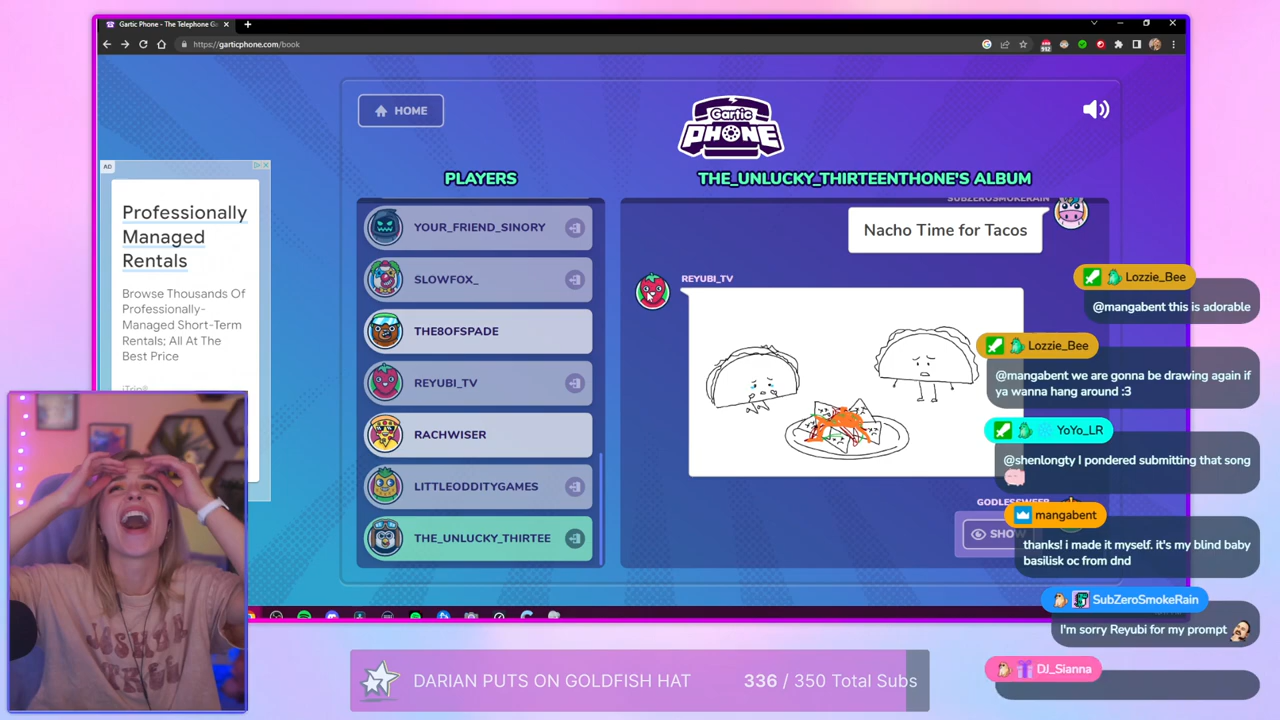 Gartic Phone - The Telephone Ga
https://garticphone.com/book
912
HOME
Gartic
PHONE
PLAYERS
YOUR_FRIEND_SINORY
SLOWFOX_
THE8OFSPADE
REYUBI_TV
RACHWISER
LITTLEODDITYGAMES
THE_UNLUCKY_THIRTEE
THE_UNLUCKY_THIRTEENTHONE'S ALBUM
SUBZEROSMOKERAIN
Nacho Time for Tacos
REYUBI_TV
GODLESSWEEB
SHOW
AD
Professionally
Managed
Rentals
Browse Thousands Of
Professionally-
Managed Short-Term
Rentals; All At The
Best Price
iTrip®
Lozzie_Bee
@mangabent this is adorable
Lozzie_Bee
@mangabent we are gonna be drawing again if
ya wanna hang around :3
YoYo_LR
@shenlongty I pondered submitting that song
mangabent
thanks! i made it myself. it's my blind baby
basilisk oc from dnd
SubZeroSmokeRain
I'm sorry Reyubi for my prompt
DJ_Sianna
DARIAN PUTS ON GOLDFISH HAT
336 / 350 Total Subs